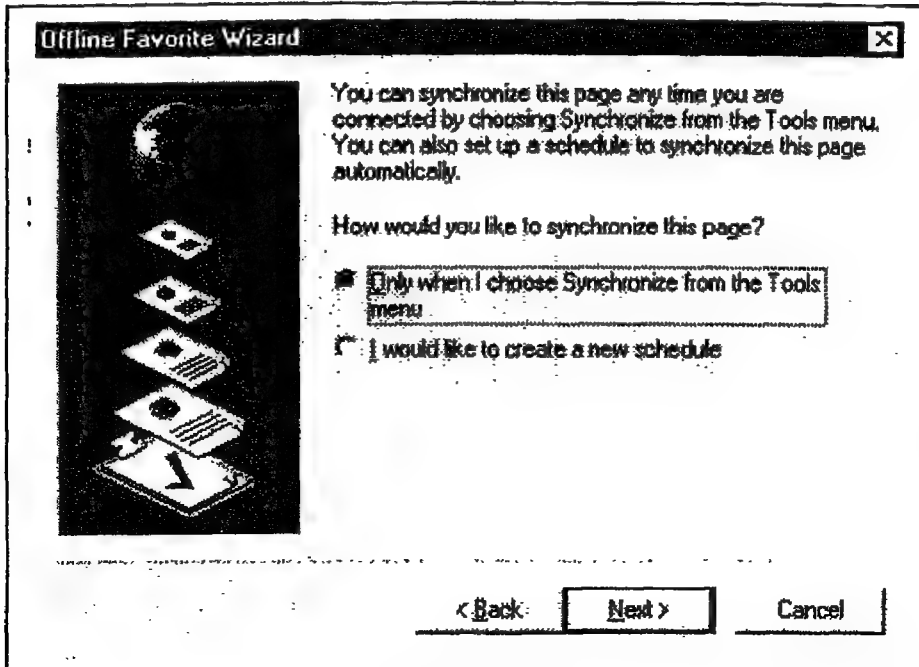 Offline Favorite Wizard
You can synchronize this page any time you are
connected by choosing Synchronize from the Tools menu.
You can also set up a schedule to synchronize this page
automatically.
How would you like to synchronize this page?
Only when I choose Synchronize from the Tools
menu
I would like to create a new schedule
< Back
Next >
Cancel